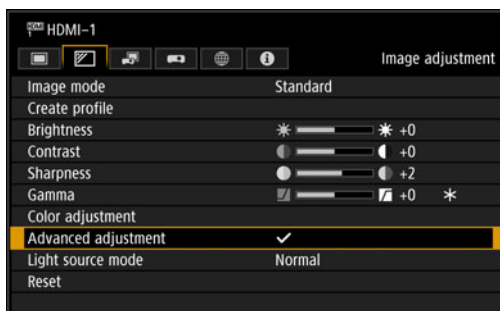 HDMI HDMI-1
Image adjustment
Image mode Standard
Create profile
Brightness +0
Contrast +0
Sharpness +2
Gamma +0
Color adjustment
Advanced adjustment
Light source mode Normal
Reset